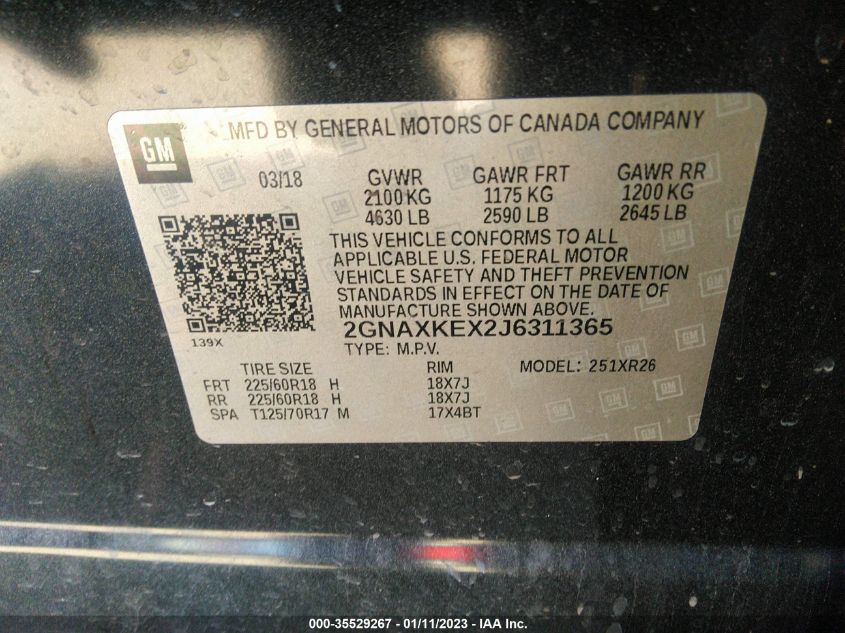 GM
MFD BY GENERAL MOTORS OF CANADA COMPANY
03/18 GVWR GAWR FRT GAWR RR
2100 KG 1175 KG 1200 KG
4630 LB 2590 LB 2645 LB
THIS VEHICLE CONFORMS TO ALL
APPLICABLE U.S. FEDERAL MOTOR
VEHICLE SAFETY AND THEFT PREVENTION
STANDARDS IN EFFECT ON THE DATE OF
MANUFACTURE SHOWN ABOVE.
139X 2GNAXKEX2J6311365
TYPE: M.P.V.
TIRE SIZE RIM MODEL: 251XR26
FRT 225/60R18 H 18X7J
RR 225/60R18 H 18X7J
SPA T125/70R17 M 17X4BT
000-35529267 - 01/11/2023 - IAA Inc.